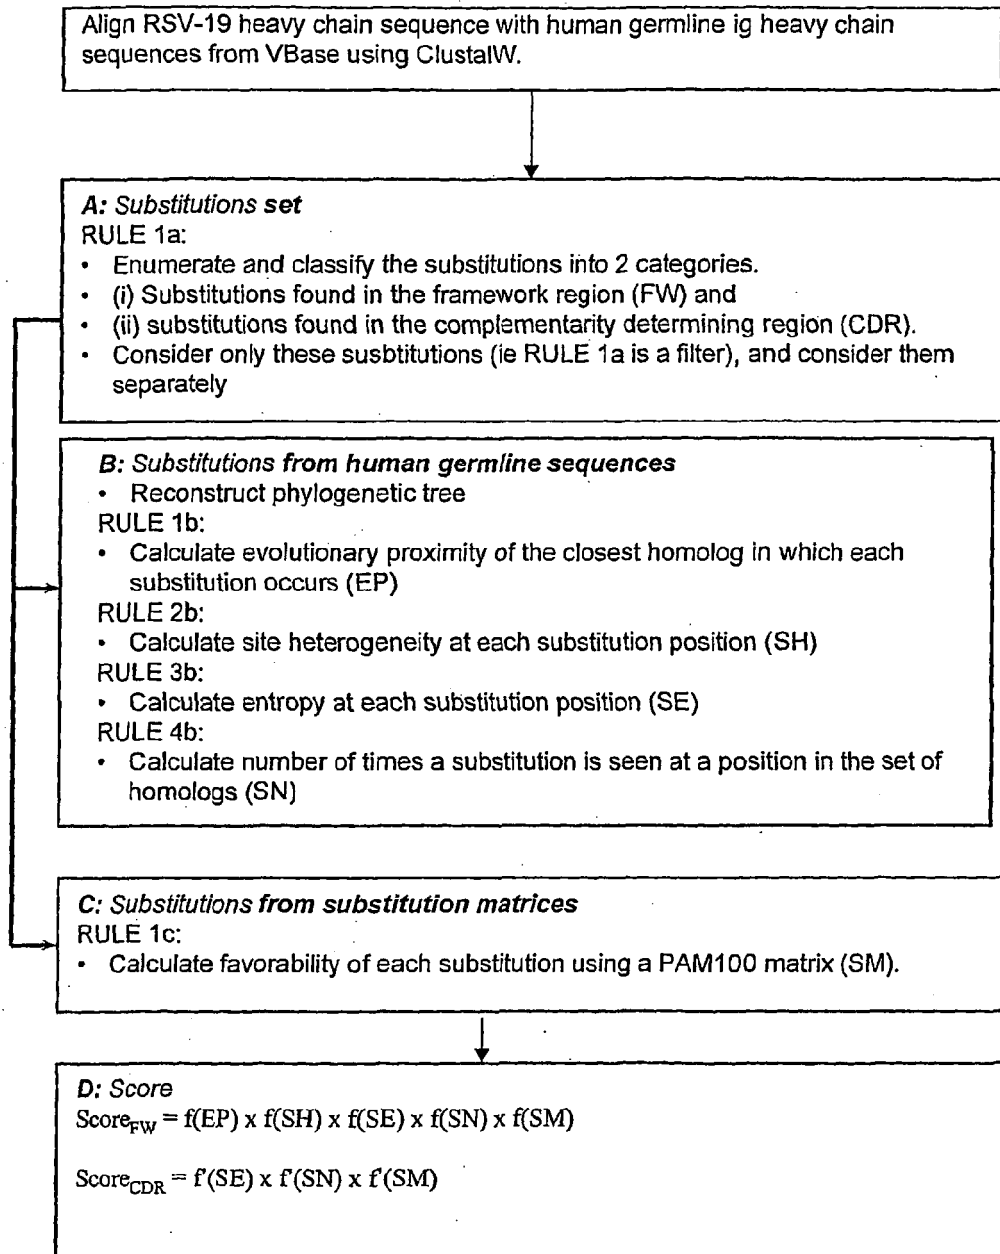 Align RSV-19 heavy chain sequence with human germline ig heavy chain
sequences from VBase using ClustalW.
A: Substitutions set
RULE 1a:
• Enumerate and classify the substitutions into 2 categories.
• (i) Substitutions found in the framework region (FW) and
• (ii) substitutions found in the complementarity determining region (CDR).
• Consider only these susbtitutions (ie RULE 1a is a filter), and consider them
separately
B: Substitutions from human germline sequences
• Reconstruct phylogenetic tree
RULE 1b:
• Calculate evolutionary proximity of the closest homolog in which each
substitution occurs (EP)
RULE 2b:
• Calculate site heterogeneity at each substitution position (SH)
RULE 3b:
• Calculate entropy at each substitution position (SE)
RULE 4b:
• Calculate number of times a substitution is seen at a position in the set of
homologs (SN)
C: Substitutions from substitution matrices
RULE 1c:
• Calculate favorability of each substitution using a PAM100 matrix (SM).
D: Score
Score_FW = f(EP) x f(SH) x f(SE) x f(SN) x f(SM)
Score_CDR = f'(SE) x f'(SN) x f'(SM)